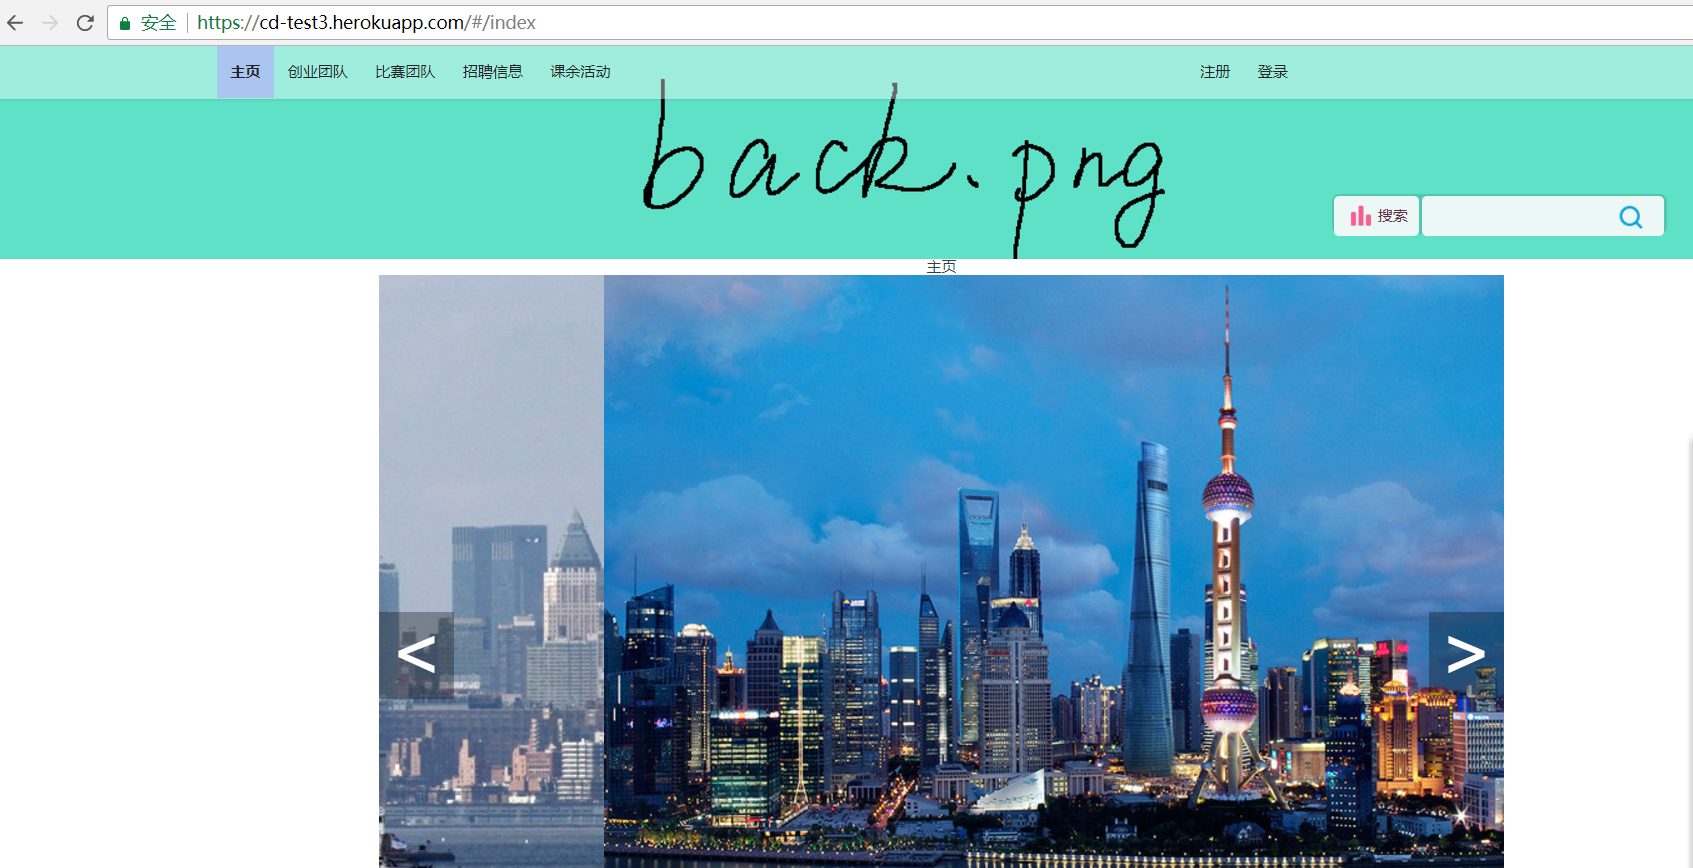 安全 https://cd-test3.herokuapp.com/#/index
主页 创业团队 比赛团队 招聘信息 课余活动 注册 登录
back.png
搜索
主页
< >